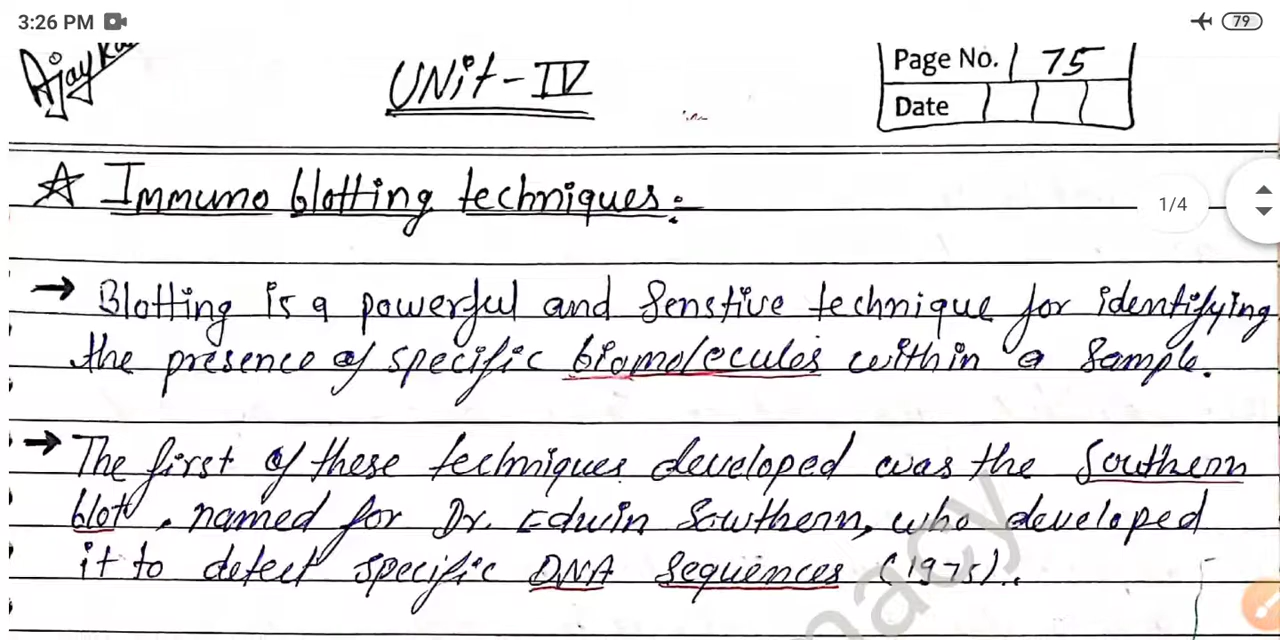 3:26 PM
79
Ajay
UNit-IV
Page No. 75
Date
☆ Immuno blotting techniques:-
1/4
→ Blotting is a powerful and Senstive technique for identifying
the presence of specific biomolecules within a Sample.
→ The first of these techniques developed was the Southern
blot, named for Dr. Edwin Sowthern, who developed
it to detect specific DNA Sequences (1975).